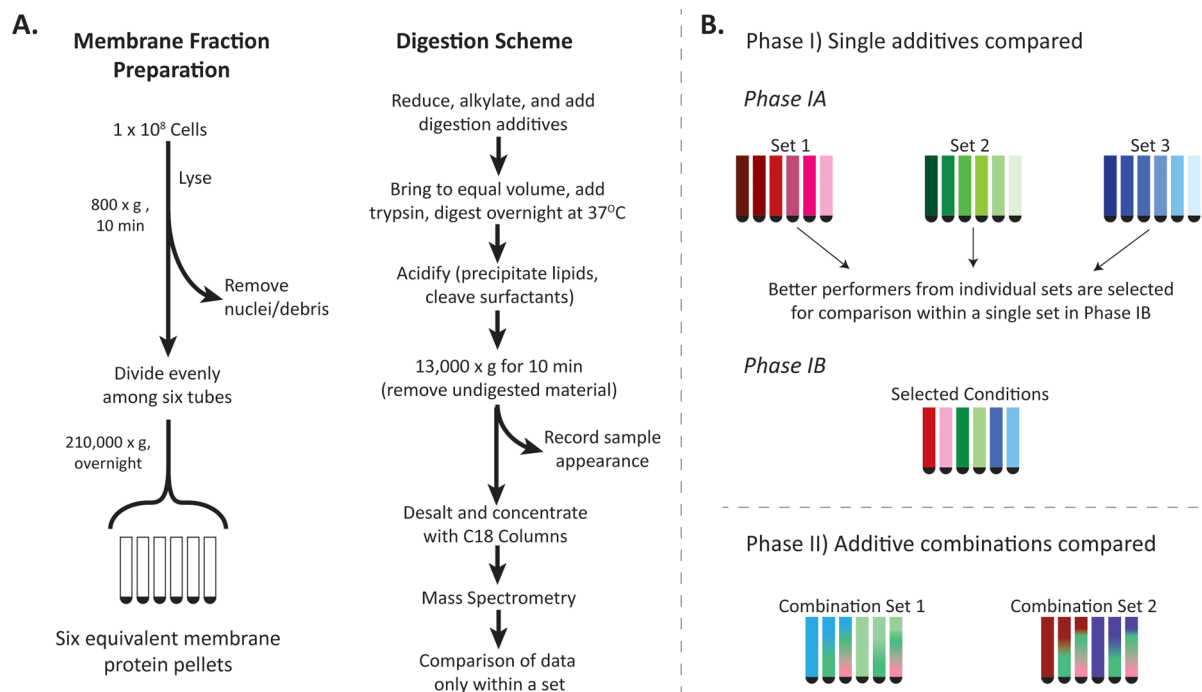 A.
Membrane Fraction
Preparation
1 x 10⁸ Cells
Lyse
800 x g ,
10 min
Remove
nuclei/debris
Divide evenly
among six tubes
210,000 x g,
overnight
Six equivalent membrane
protein pellets
Digestion Scheme
Reduce, alkylate, and add
digestion additives
Bring to equal volume, add
trypsin, digest overnight at 37⁰C
Acidify (precipitate lipids,
cleave surfactants)
13,000 x g for 10 min
(remove undigested material)
Record sample
appearance
Desalt and concentrate
with C18 Columns
Mass Spectrometry
Comparison of data
only within a set
B.
Phase I) Single additives compared
Phase IA
Set 1
Set 2
Set 3
Better performers from individual sets are selected
for comparison within a single set in Phase IB
Phase IB
Selected Conditions
Phase II) Additive combinations compared
Combination Set 1
Combination Set 2